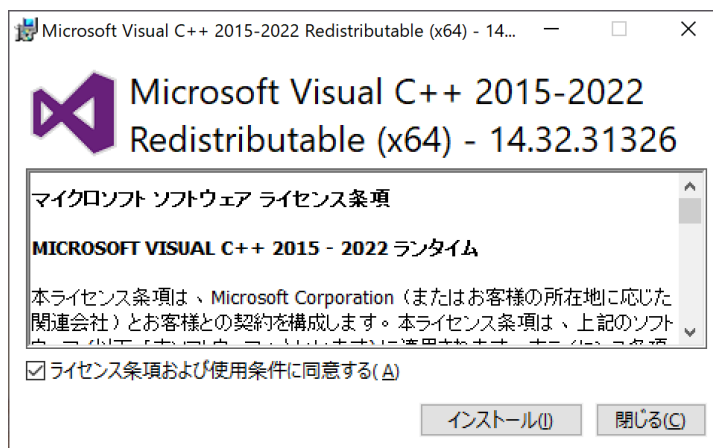 Microsoft Visual C++ 2015-2022 Redistributable (x64) - 14...
Microsoft Visual C++ 2015-2022
Redistributable (x64) - 14.32.31326
マイクロソフト ソフトウェア ライセンス条項
MICROSOFT VISUAL C++ 2015 - 2022 ランタイム
本ライセンス条項は、Microsoft Corporation（またはお客様の所在地に応じた
関連会社）とお客様との契約を構成します。本ライセンス条項は、上記のソフト
ライセンス条項および使用条件に同意する(A)
インストール(I)
閉じる(C)